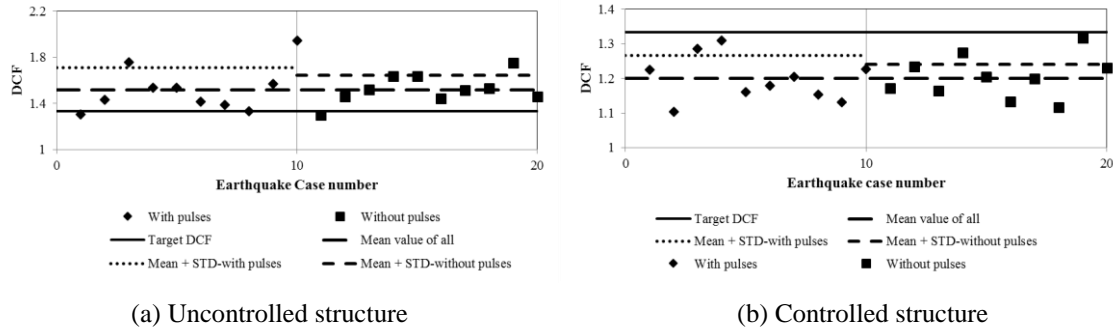 2.2
1.8
1.4
1
DCF
0
10
20
Earthquake Case number
With pulses
Without pulses
Target DCF
Mean value of all
Mean + STD-with pulses
Mean + STD-without pulses
(a) Uncontrolled structure
1.4
1.3
1.2
1.1
1
DCF
0
10
20
Earthquake case number
Target DCF
Mean value of all
Mean + STD-with pulses
Mean + STD-without pulses
With pulses
Without pulses
(b) Controlled structure